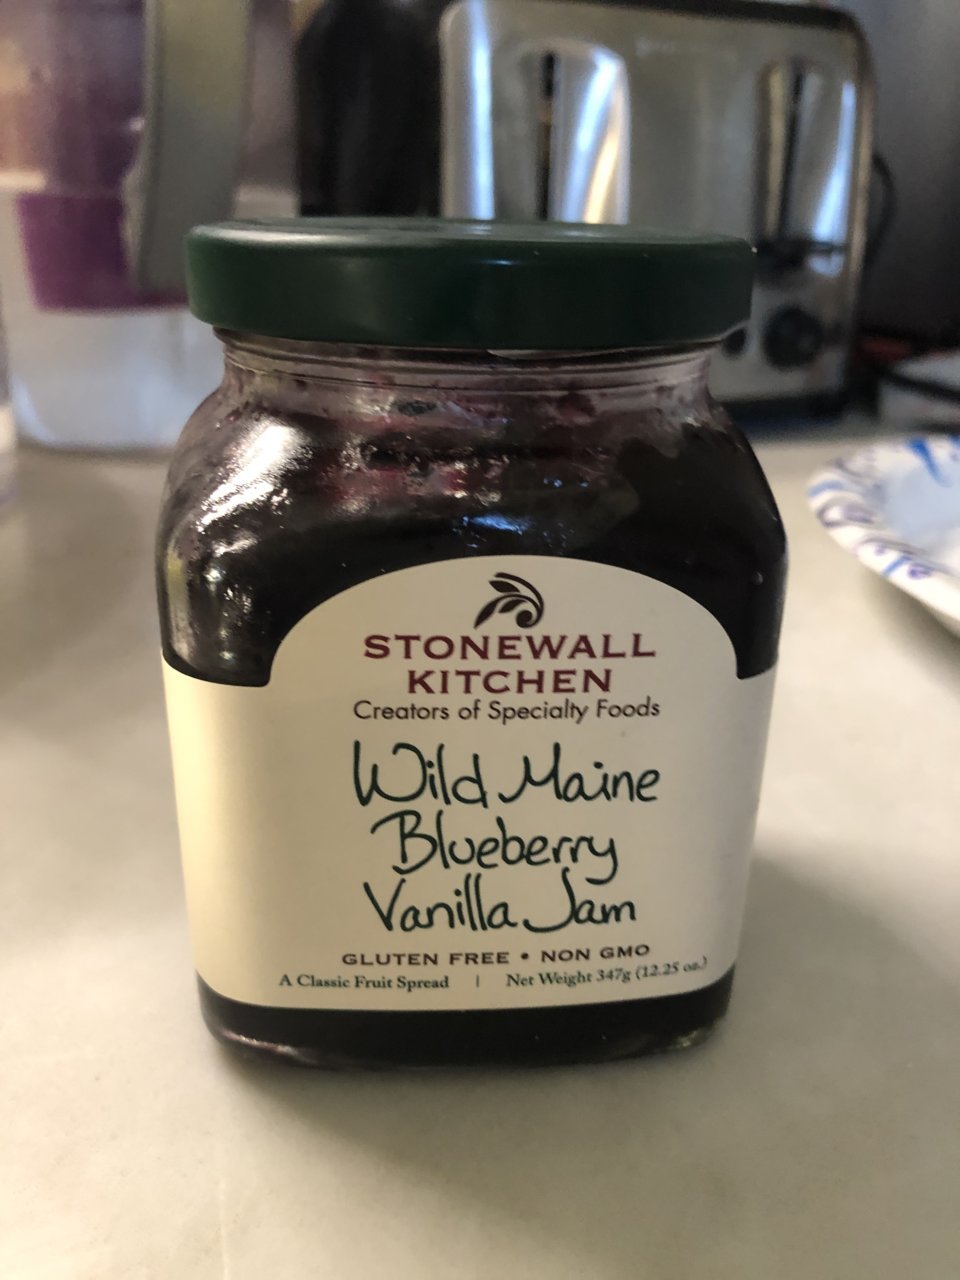 STONEWALL
KITCHEN
Creators of Specialty Foods
Wild Maine
Blueberry
Vanilla Jam
GLUTEN FREE • NON GMO
A Classic Fruit Spread | Net Weight 347g (12.25 oz.)